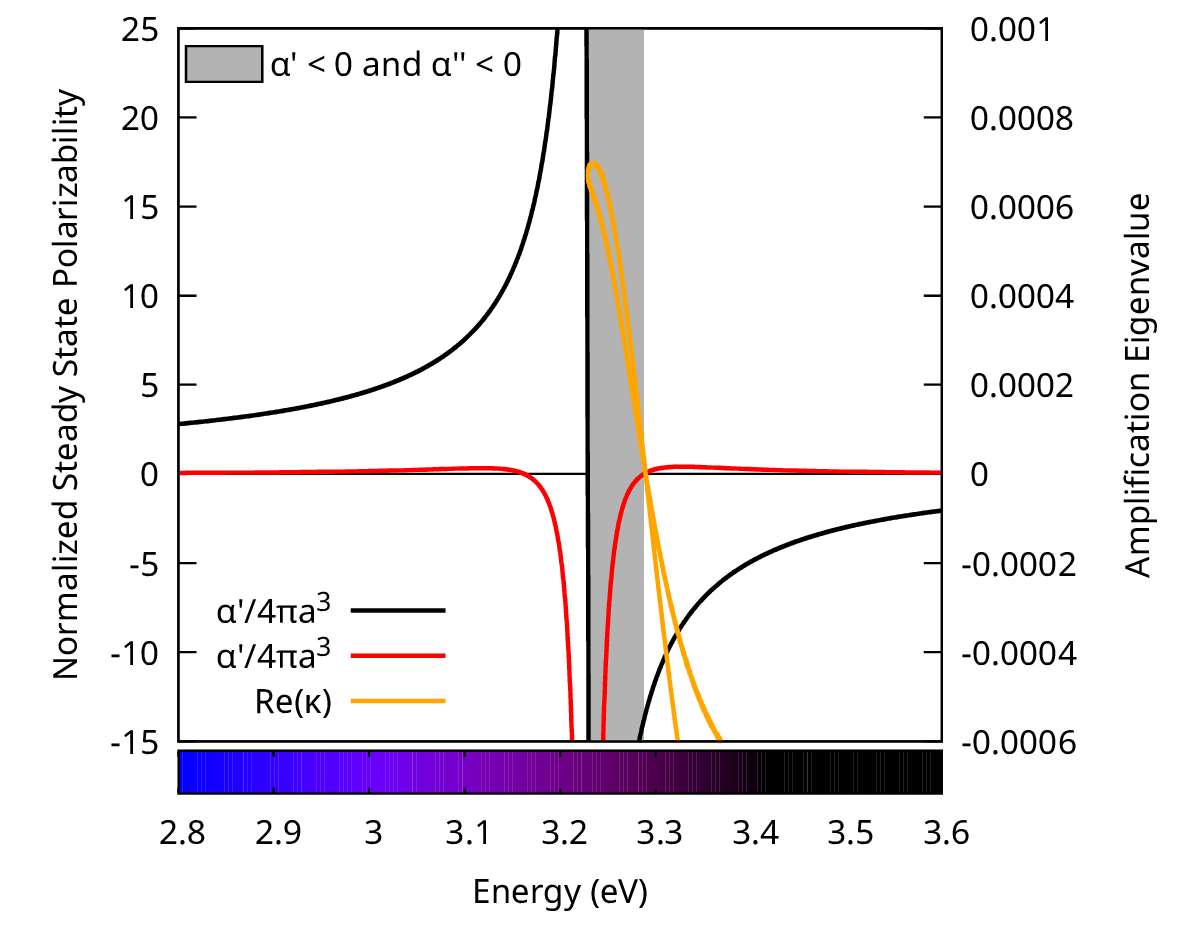 25
20
15
10
5
0
-5
-10
-15
Normalized Steady State Polarizability
α' < 0 and α'' < 0
α'/4πa³
α'/4πa³
Re(κ)
0.001
0.0008
0.0006
0.0004
0.0002
0
-0.0002
-0.0004
-0.0006
Amplification Eigenvalue
2.8 2.9 3 3.1 3.2 3.3 3.4 3.5 3.6
Energy (eV)